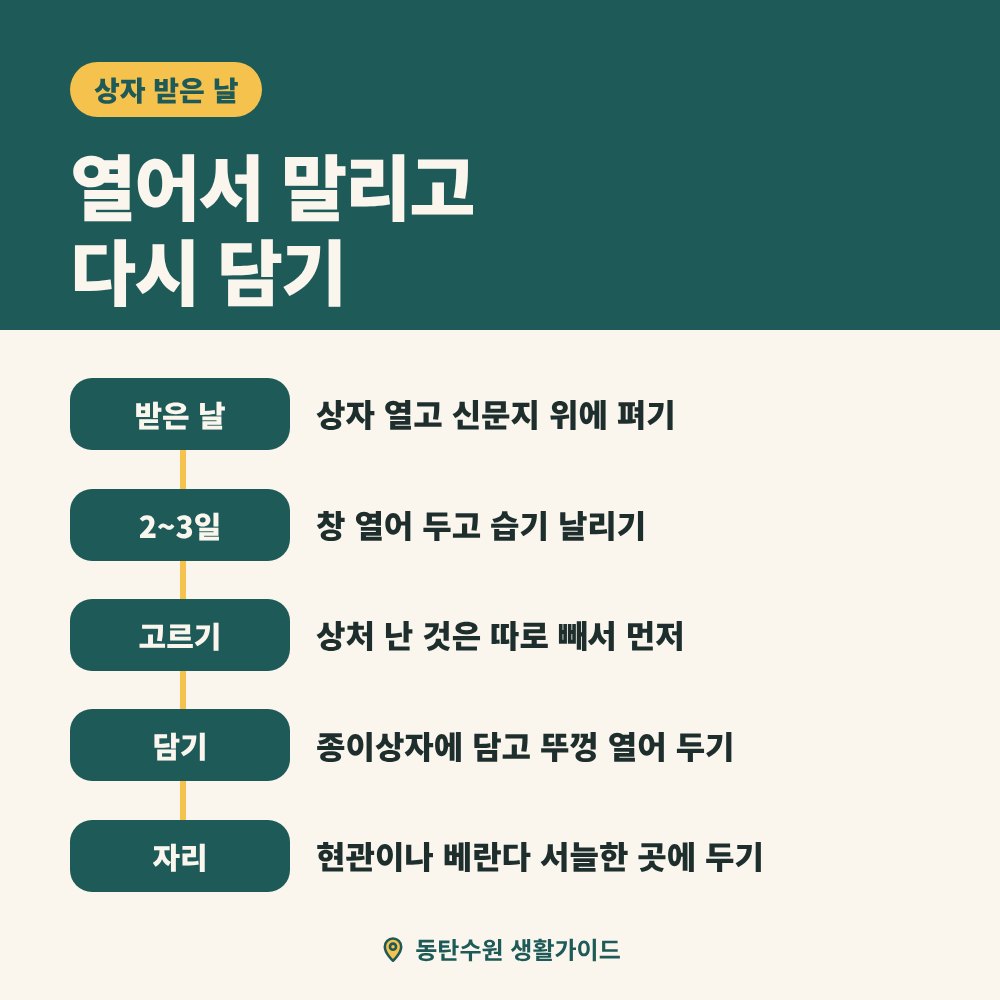 상자 받은 날
열어서 말리고
다시 담기
받은 날
상자 열고 신문지 위에 펴기
2~3일
창 열어 두고 습기 날리기
고르기
상처 난 것은 따로 빼서 먼저
담기
종이상자에 담고 뚜껑 열어 두기
자리
현관이나 베란다 서늘한 곳에 두기
동탄수원 생활가이드